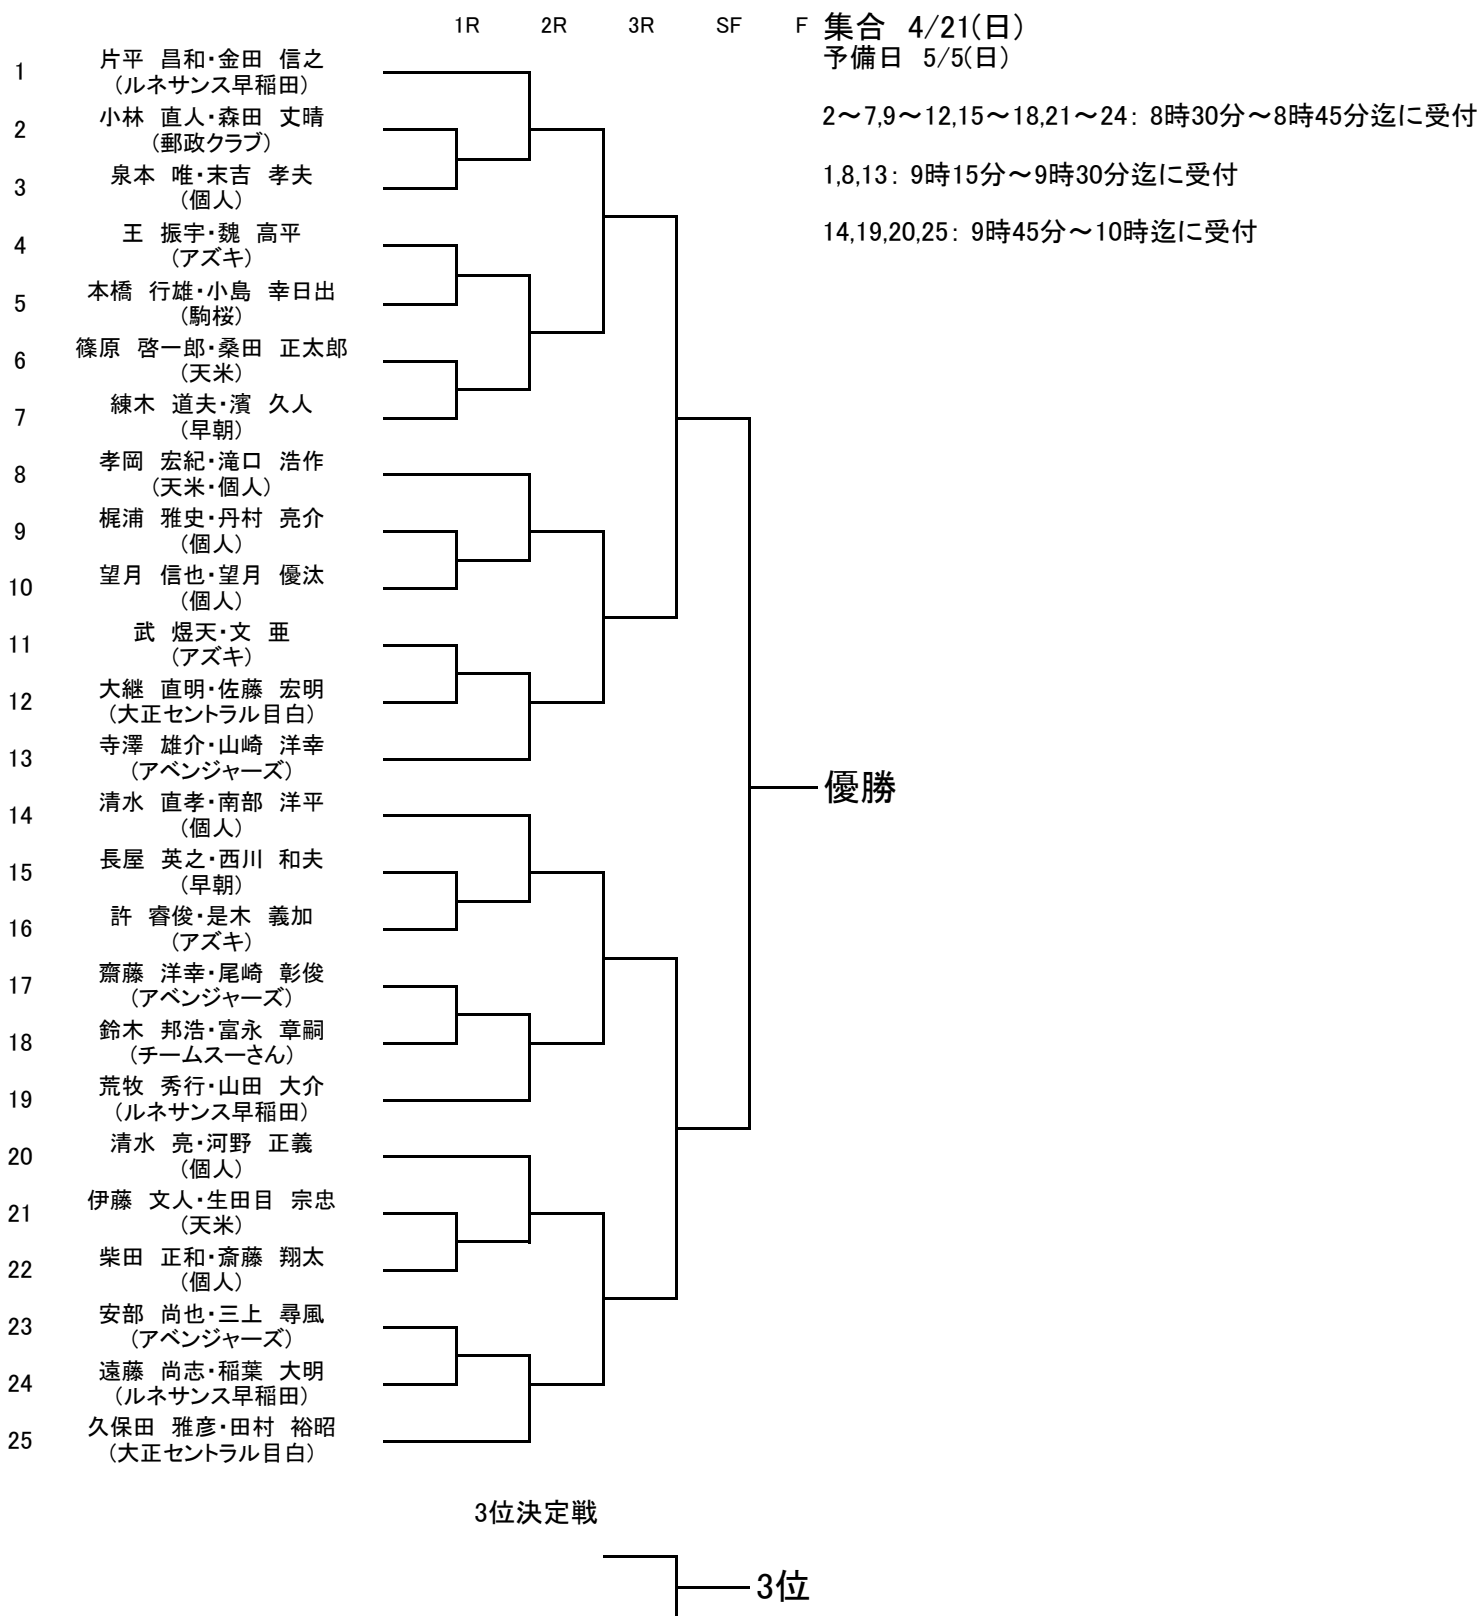 1R 2R 3R SF F 集合 4/21(日)
予備日 5/5(日)
2～7,9～12,15～18,21～24: 8時30分～8時45分迄に受付
1,8,13: 9時15分～9時30分迄に受付
14,19,20,25: 9時45分～10時迄に受付
1 片平 昌和・金田 信之
(ルネサンス早稲田)
2 小林 直人・森田 丈晴
(郵政クラブ)
3 泉本 唯・末吉 孝夫
(個人)
4 王 振宇・魏 高平
(アズキ)
5 本橋 行雄・小島 幸日出
(駒桜)
6 篠原 啓一郎・桑田 正太郎
(天米)
7 練木 道夫・濱 久人
(早朝)
8 孝岡 宏紀・滝口 浩作
(天米・個人)
9 梶浦 雅史・丹村 亮介
(個人)
10 望月 信也・望月 優汰
(個人)
11 武 煜天・文 亜
(アズキ)
12 大継 直明・佐藤 宏明
(大正セントラル目白)
13 寺澤 雄介・山崎 洋幸
(アベンジャーズ)
優勝
14 清水 直孝・南部 洋平
(個人)
15 長屋 英之・西川 和夫
(早朝)
16 許 睿俊・是木 義加
(アズキ)
17 齋藤 洋幸・尾崎 彰俊
(アベンジャーズ)
18 鈴木 邦浩・富永 章嗣
(チームスーさん)
19 荒牧 秀行・山田 大介
(ルネサンス早稲田)
20 清水 亮・河野 正義
(個人)
21 伊藤 文人・生田目 宗忠
(天米)
22 柴田 正和・斎藤 翔太
(個人)
23 安部 尚也・三上 尋風
(アベンジャーズ)
24 遠藤 尚志・稲葉 大明
(ルネサンス早稲田)
25 久保田 雅彦・田村 裕昭
(大正セントラル目白)
3位決定戦
3位